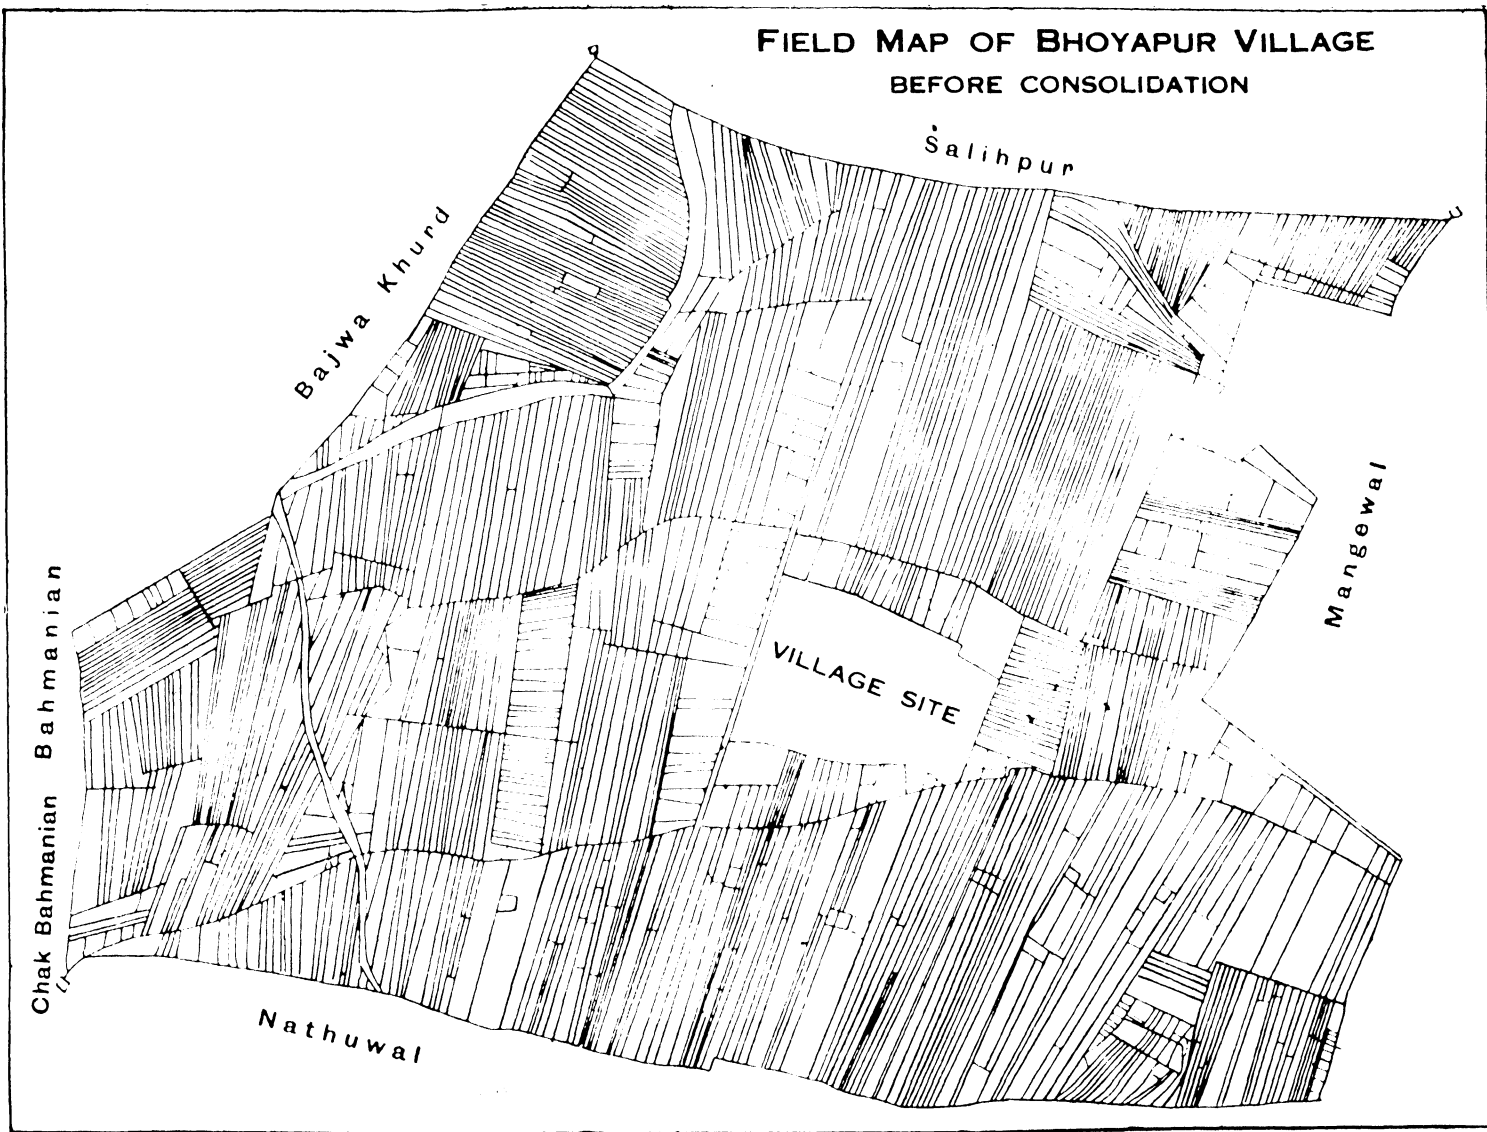 FIELD MAP OF BHOYAPUR VILLAGE
BEFORE CONSOLIDATION
Salihpur
Bajwa Khurd
Mangewal
Bahmanian
VILLAGE SITE
Chak Bahmanian
Nathuwal